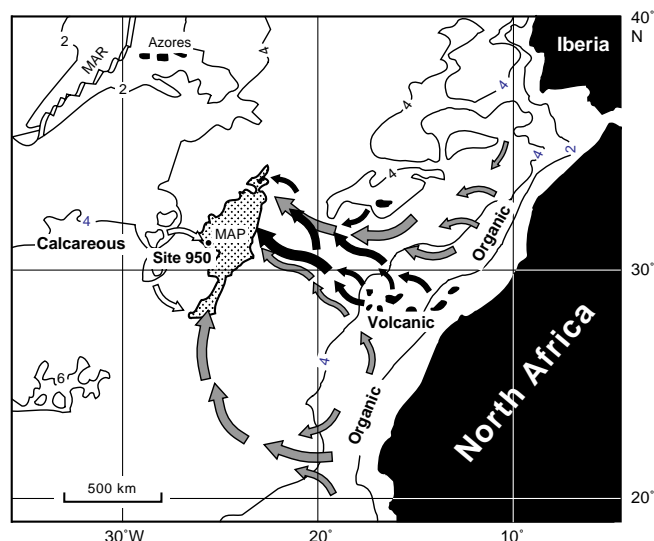 40˚
N
2
Azores
4
MAR
2
Iberia
4
4
4
2
4
4
Calcareous
MAP
Site 950
Organic
30˚
Volcanic
4
6
Organic
North Africa
500 km
20˚
30˚W
20˚
10˚